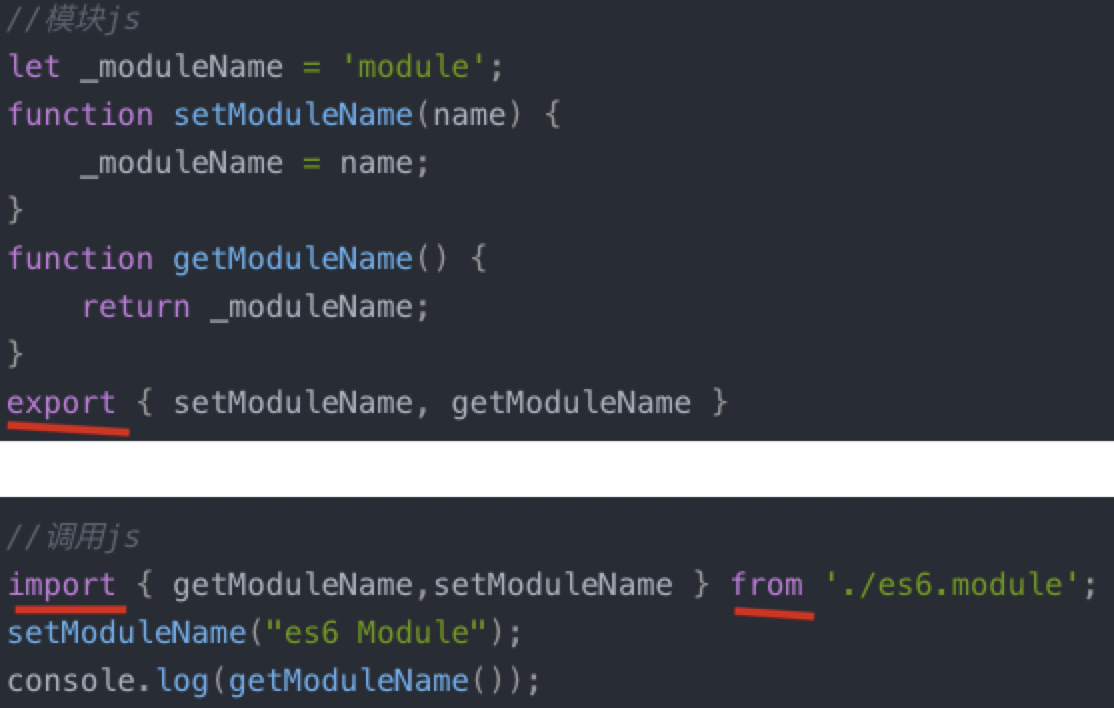 //模块js
let _moduleName = 'module';
function setModuleName(name) {
    _moduleName = name;
}
function getModuleName() {
    return _moduleName;
}
export { setModuleName, getModuleName }
//调用js
import { getModuleName,setModuleName } from './es6.module';
setModuleName("es6 Module");
console.log(getModuleName());